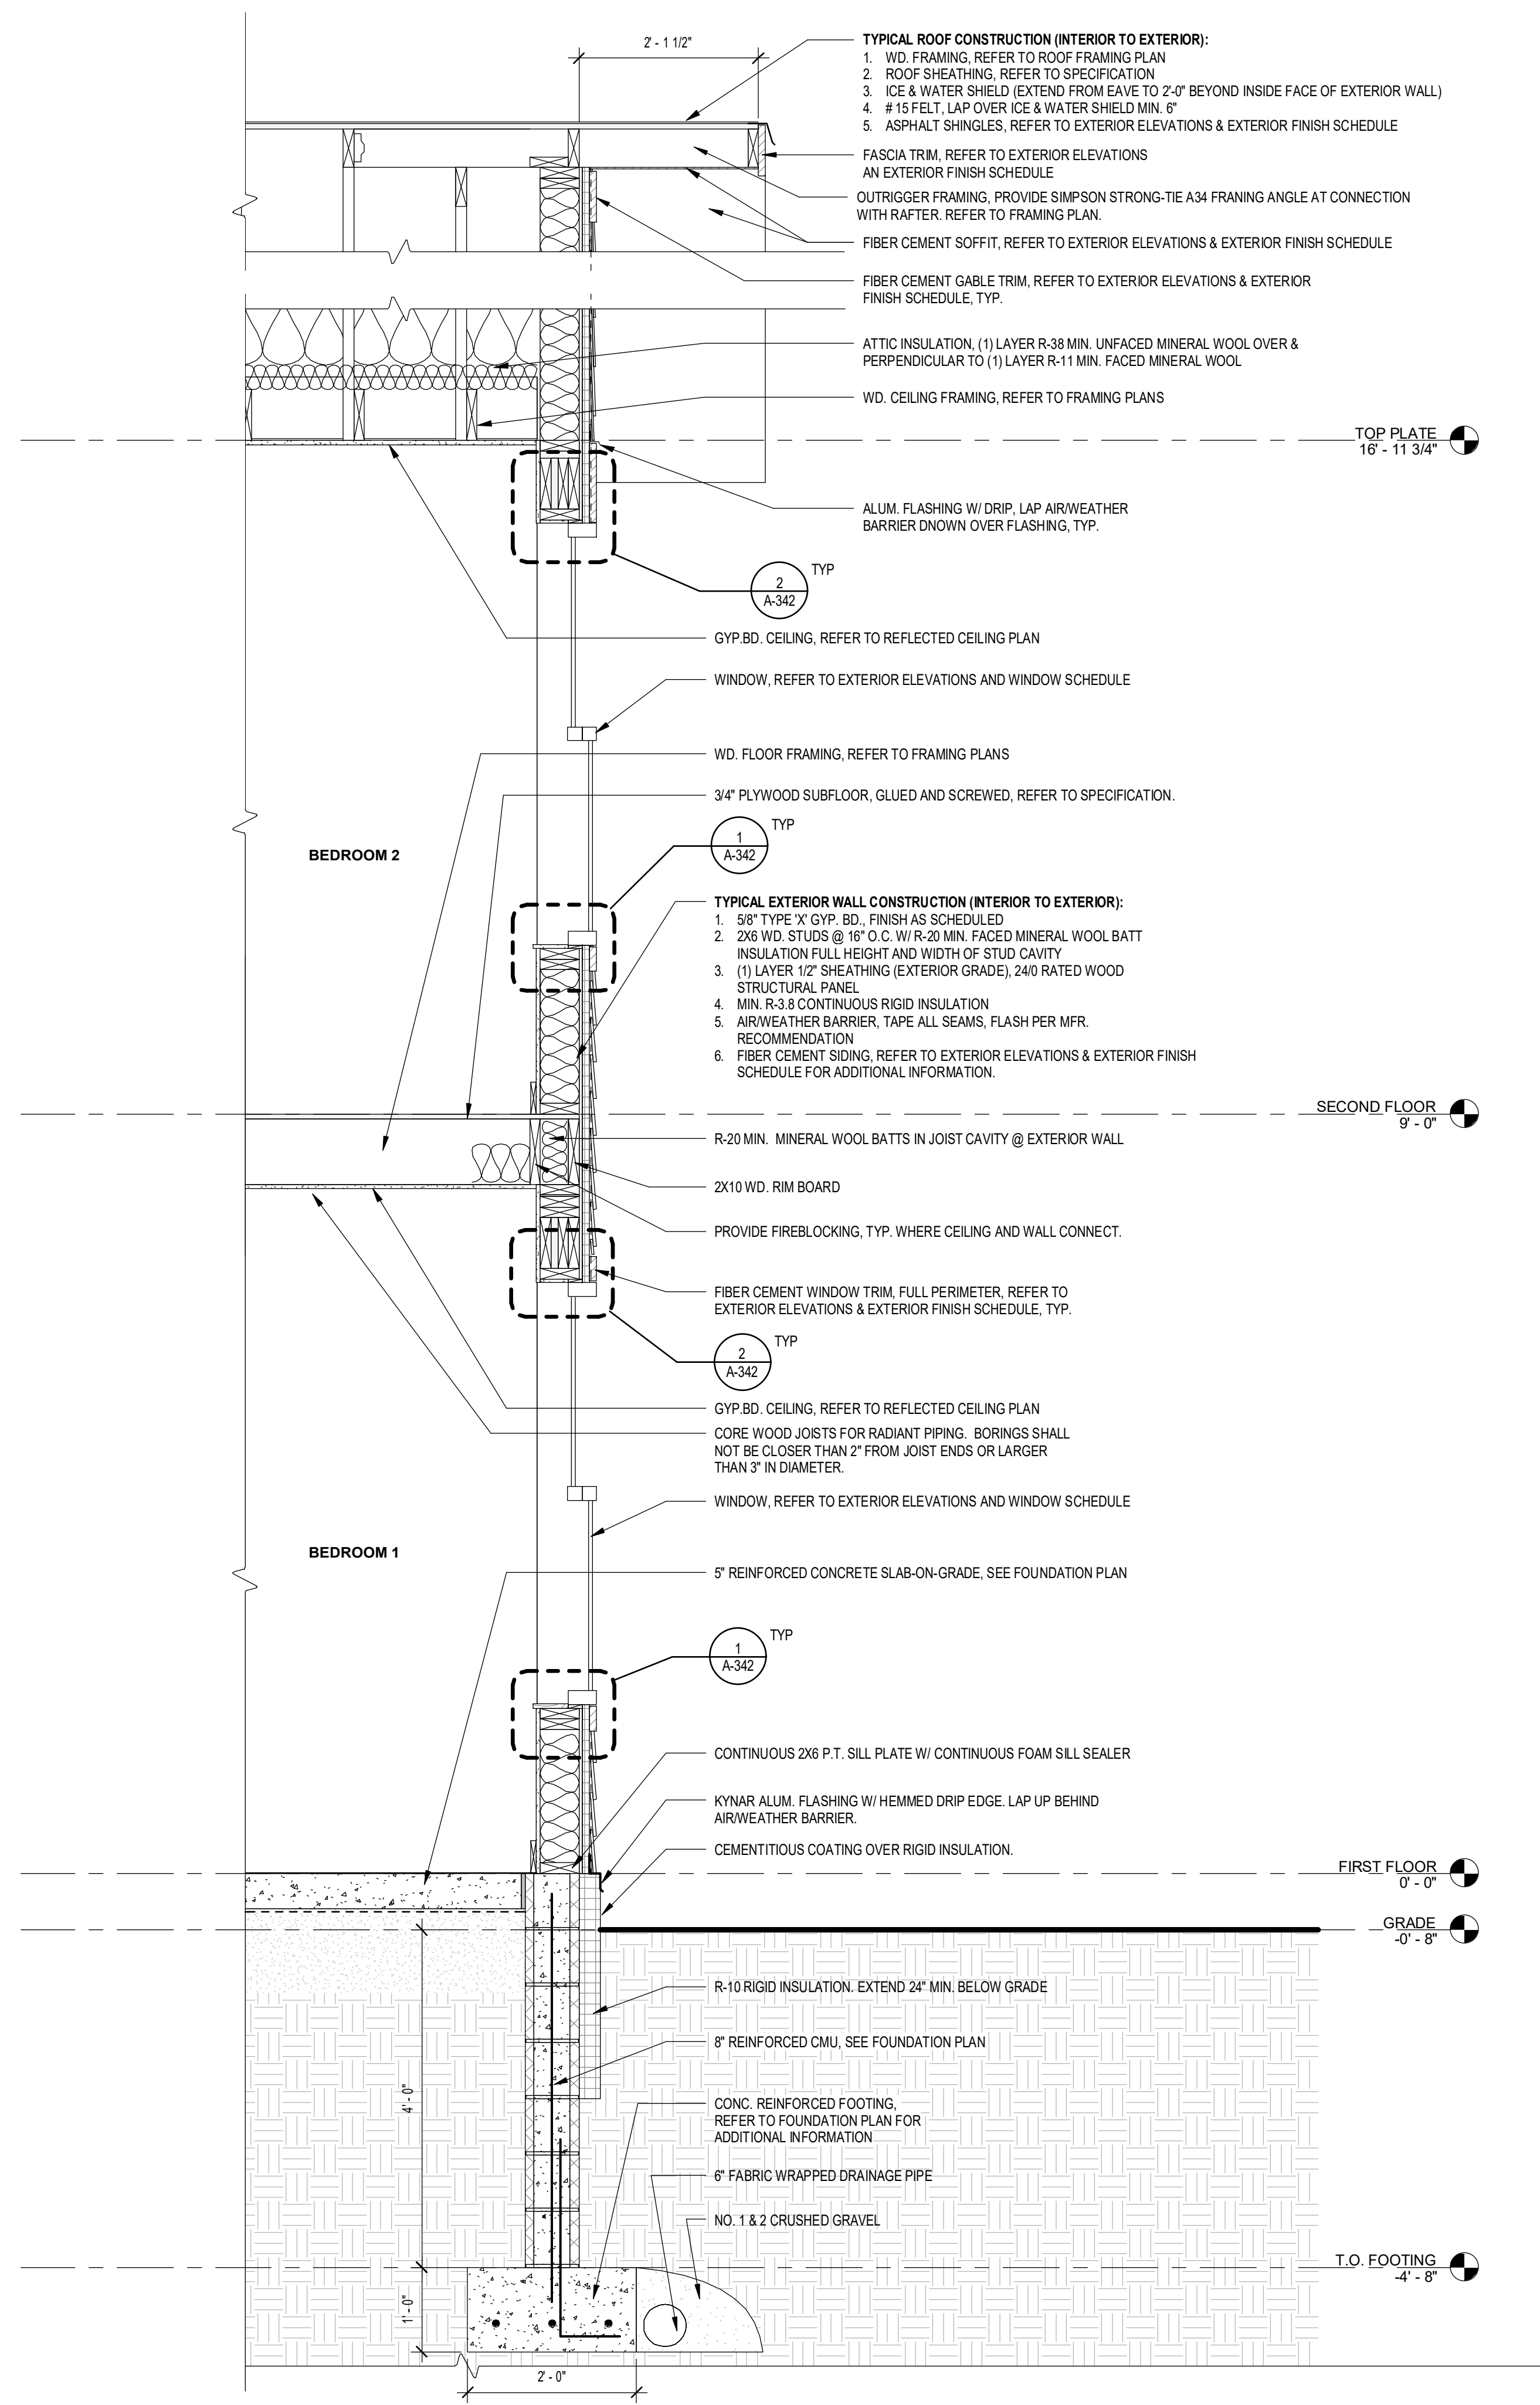 2' - 1 1/2"
TYPICAL ROOF CONSTRUCTION (INTERIOR TO EXTERIOR):
1. WD. FRAMING, REFER TO ROOF FRAMING PLAN
2. ROOF SHEATHING, REFER TO SPECIFICATION
3. ICE & WATER SHIELD (EXTEND FROM EAVE TO 2'-0" BEYOND INSIDE FACE OF EXTERIOR WALL)
4. # 15 FELT, LAP OVER ICE & WATER SHIELD MIN. 6"
5. ASPHALT SHINGLES, REFER TO EXTERIOR ELEVATIONS & EXTERIOR FINISH SCHEDULE
FASCIA TRIM, REFER TO EXTERIOR ELEVATIONS
AN EXTERIOR FINISH SCHEDULE
OUTRIGGER FRAMING, PROVIDE SIMPSON STRONG-TIE A34 FRANING ANGLE AT CONNECTION
WITH RAFTER. REFER TO FRAMING PLAN.
FIBER CEMENT SOFFIT, REFER TO EXTERIOR ELEVATIONS & EXTERIOR FINISH SCHEDULE
FIBER CEMENT GABLE TRIM, REFER TO EXTERIOR ELEVATIONS & EXTERIOR
FINISH SCHEDULE, TYP.
ATTIC INSULATION, (1) LAYER R-38 MIN. UNFACED MINERAL WOOL OVER &
PERPENDICULAR TO (1) LAYER R-11 MIN. FACED MINERAL WOOL
WD. CEILING FRAMING, REFER TO FRAMING PLANS
TOP PLATE
16' - 11 3/4"
ALUM. FLASHING W/ DRIP, LAP AIR/WEATHER
BARRIER DNOWN OVER FLASHING, TYP.
2
A-342
TYP
GYP.BD. CEILING, REFER TO REFLECTED CEILING PLAN
WINDOW, REFER TO EXTERIOR ELEVATIONS AND WINDOW SCHEDULE
WD. FLOOR FRAMING, REFER TO FRAMING PLANS
3/4" PLYWOOD SUBFLOOR, GLUED AND SCREWED, REFER TO SPECIFICATION.
1
A-342
TYP
BEDROOM 2
TYPICAL EXTERIOR WALL CONSTRUCTION (INTERIOR TO EXTERIOR):
1. 5/8" TYPE 'X' GYP. BD., FINISH AS SCHEDULED
2. 2X6 WD. STUDS @ 16" O.C. W/ R-20 MIN. FACED MINERAL WOOL BATT
INSULATION FULL HEIGHT AND WIDTH OF STUD CAVITY
3. (1) LAYER 1/2" SHEATHING (EXTERIOR GRADE), 24/0 RATED WOOD
STRUCTURAL PANEL
4. MIN. R-3.8 CONTINUOUS RIGID INSULATION
5. AIR/WEATHER BARRIER, TAPE ALL SEAMS, FLASH PER MFR.
RECOMMENDATION
6. FIBER CEMENT SIDING, REFER TO EXTERIOR ELEVATIONS & EXTERIOR FINISH
SCHEDULE FOR ADDITIONAL INFORMATION.
SECOND FLOOR
9' - 0"
R-20 MIN. MINERAL WOOL BATTS IN JOIST CAVITY @ EXTERIOR WALL
2X10 WD. RIM BOARD
PROVIDE FIREBLOCKING, TYP. WHERE CEILING AND WALL CONNECT.
FIBER CEMENT WINDOW TRIM, FULL PERIMETER, REFER TO
EXTERIOR ELEVATIONS & EXTERIOR FINISH SCHEDULE, TYP.
2
A-342
TYP
GYP.BD. CEILING, REFER TO REFLECTED CEILING PLAN
CORE WOOD JOISTS FOR RADIANT PIPING. BORINGS SHALL
NOT BE CLOSER THAN 2" FROM JOIST ENDS OR LARGER
THAN 3" IN DIAMETER.
WINDOW, REFER TO EXTERIOR ELEVATIONS AND WINDOW SCHEDULE
BEDROOM 1
5" REINFORCED CONCRETE SLAB-ON-GRADE, SEE FOUNDATION PLAN
1
A-342
TYP
CONTINUOUS 2X6 P.T. SILL PLATE W/ CONTINUOUS FOAM SILL SEALER
KYNAR ALUM. FLASHING W/ HEMMED DRIP EDGE. LAP UP BEHIND
AIR/WEATHER BARRIER.
CEMENTITIOUS COATING OVER RIGID INSULATION.
FIRST FLOOR
0' - 0"
GRADE
-0' - 8"
R-10 RIGID INSULATION. EXTEND 24" MIN. BELOW GRADE
8" REINFORCED CMU, SEE FOUNDATION PLAN
4' - 0"
CONC. REINFORCED FOOTING,
REFER TO FOUNDATION PLAN FOR
ADDITIONAL INFORMATION
6" FABRIC WRAPPED DRAINAGE PIPE
NO. 1 & 2 CRUSHED GRAVEL
T.O. FOOTING
-4' - 8"
1' - 0"
2' - 0"